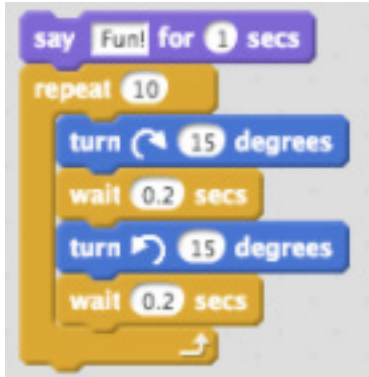 say Fun! for 1 secs
repeat 10
turn 15 degrees
wait 0.2 secs
turn 15 degrees
wait 0.2 secs